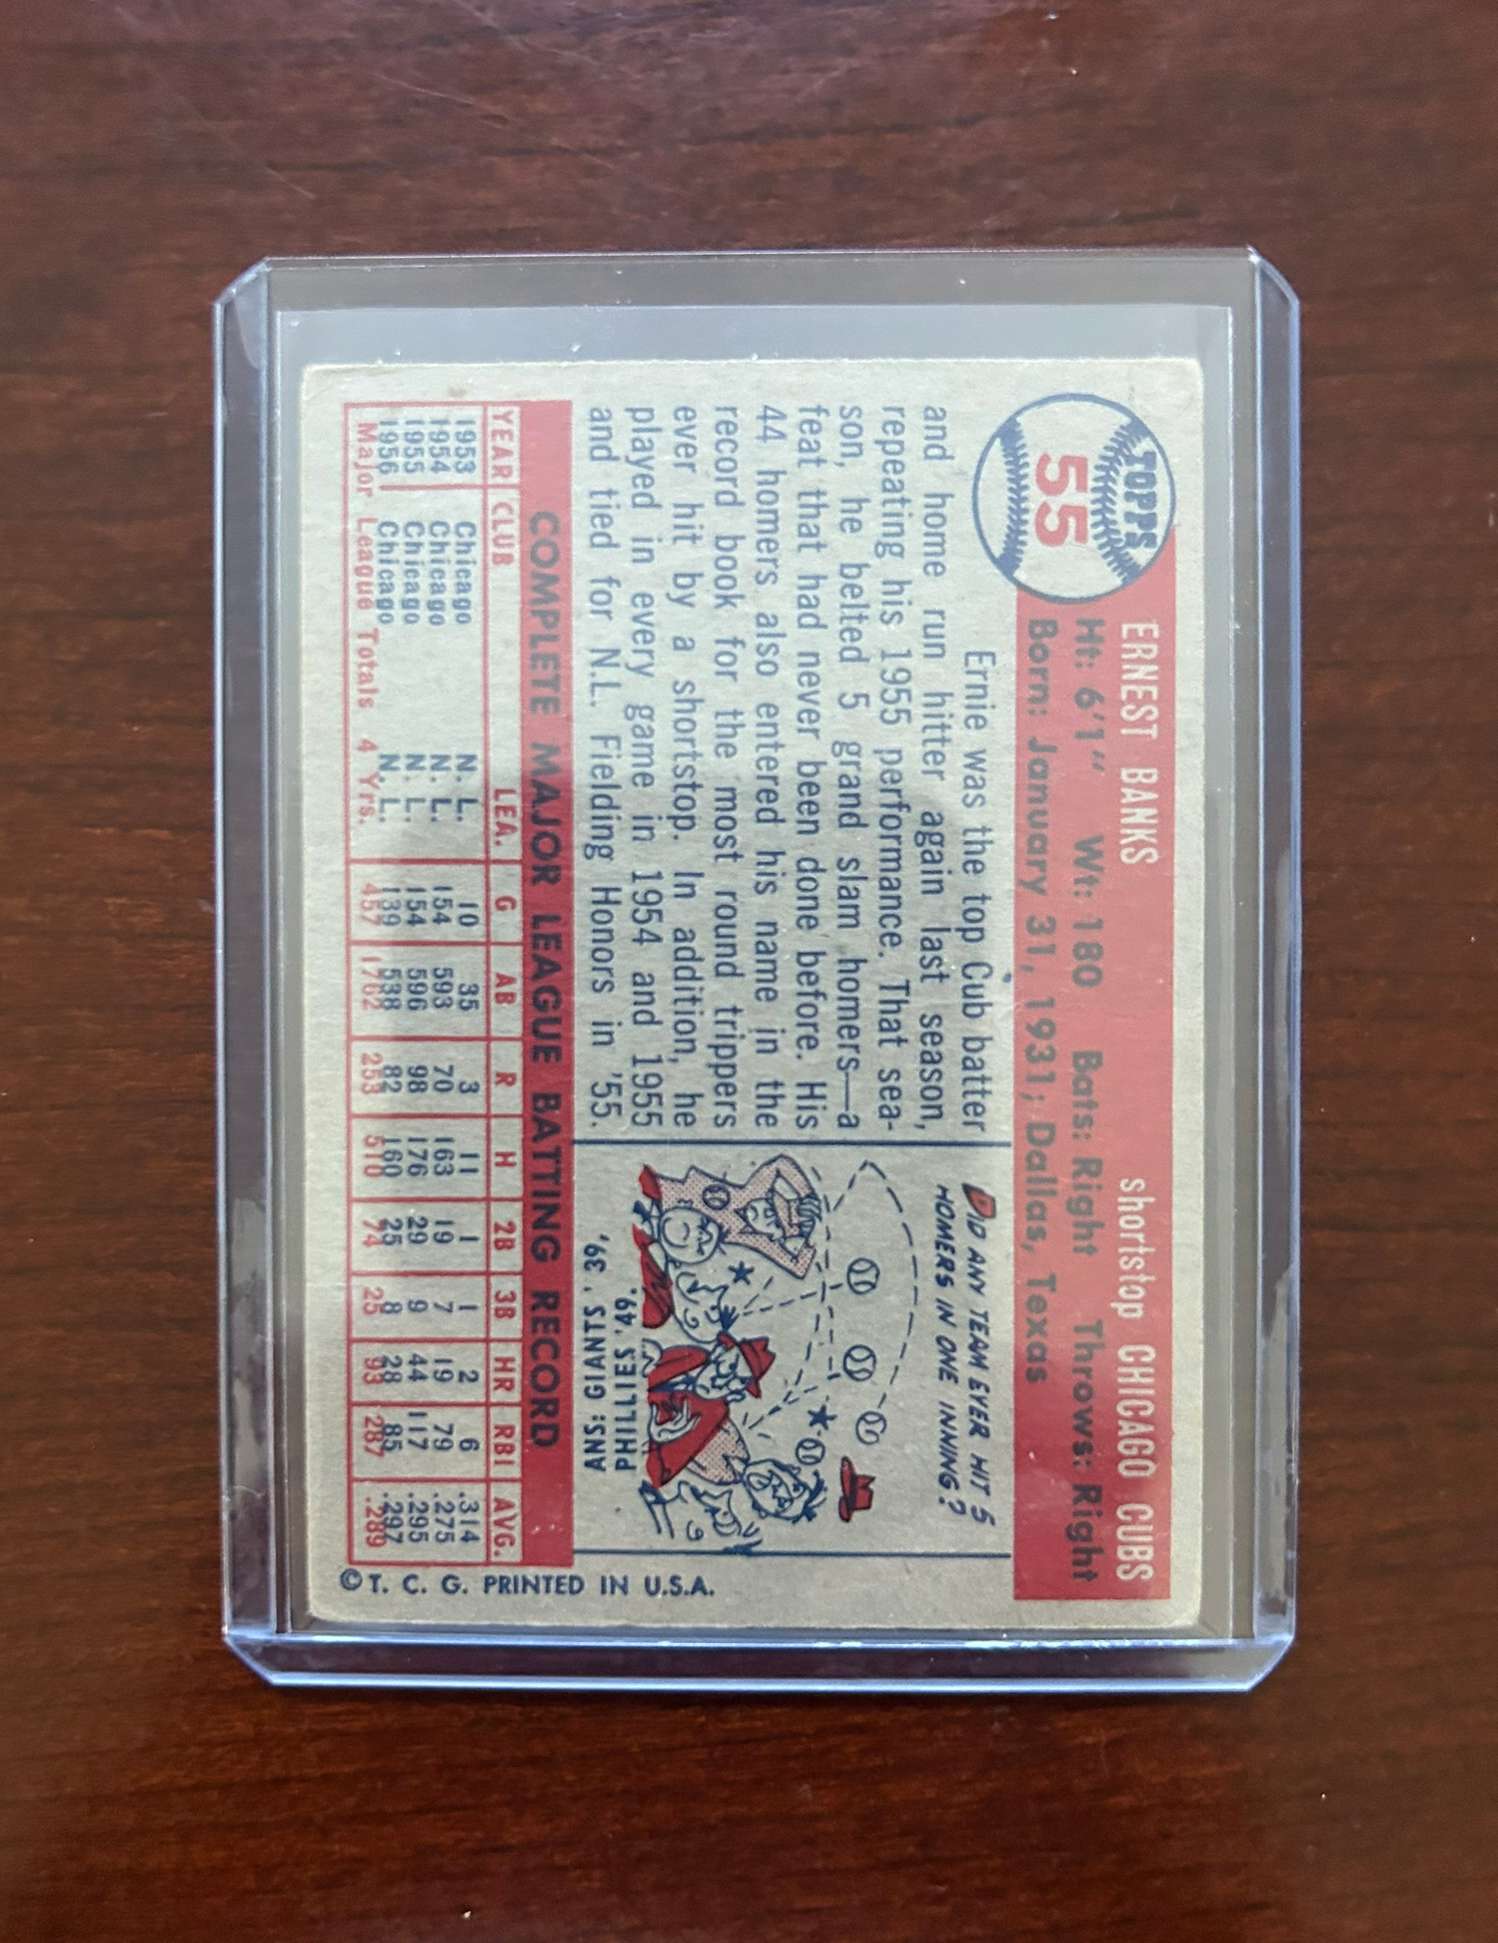 TOPPS
55
ERNEST BANKS shortstop CHICAGO CUBS
Ht: 6'1" Wt: 180 Bats: Right Throws: Right
Born: January 31, 1931; Dallas, Texas
Ernie was the top Cub batter
and home run hitter again last season,
repeating his 1955 performance. That sea-
son, he belted 5 grand slam homers—a
feat that had never been done before. His
44 homers also entered his name in the
record book for the most round trippers
ever hit by a shortstop. In addition, he
played in every game in 1954 and 1955
and tied for N.L. Fielding Honors in '55.
DID ANY TEAM EVER HIT 5
HOMERS IN ONE INNING?
PHILLIES '49.
ANS: GIANTS, '39,
COMPLETE MAJOR LEAGUE BATTING RECORD
YEAR CLUB LEA. G AB R H 2B 3B HR RBI AVG.
1953 Chicago N. L. 10 35 3 11 1 1 2 6 .314
1954 Chicago N. L. 154 593 70 163 19 7 19 79 .275
1955 Chicago N. L. 154 596 98 176 29 9 44 117 .295
1956 Chicago N. L. 139 538 82 160 25 8 28 85 .297
Major League Totals 4 Yrs. 457 1762 253 510 74 25 93 287 .289
© T. C. G. PRINTED IN U.S.A.